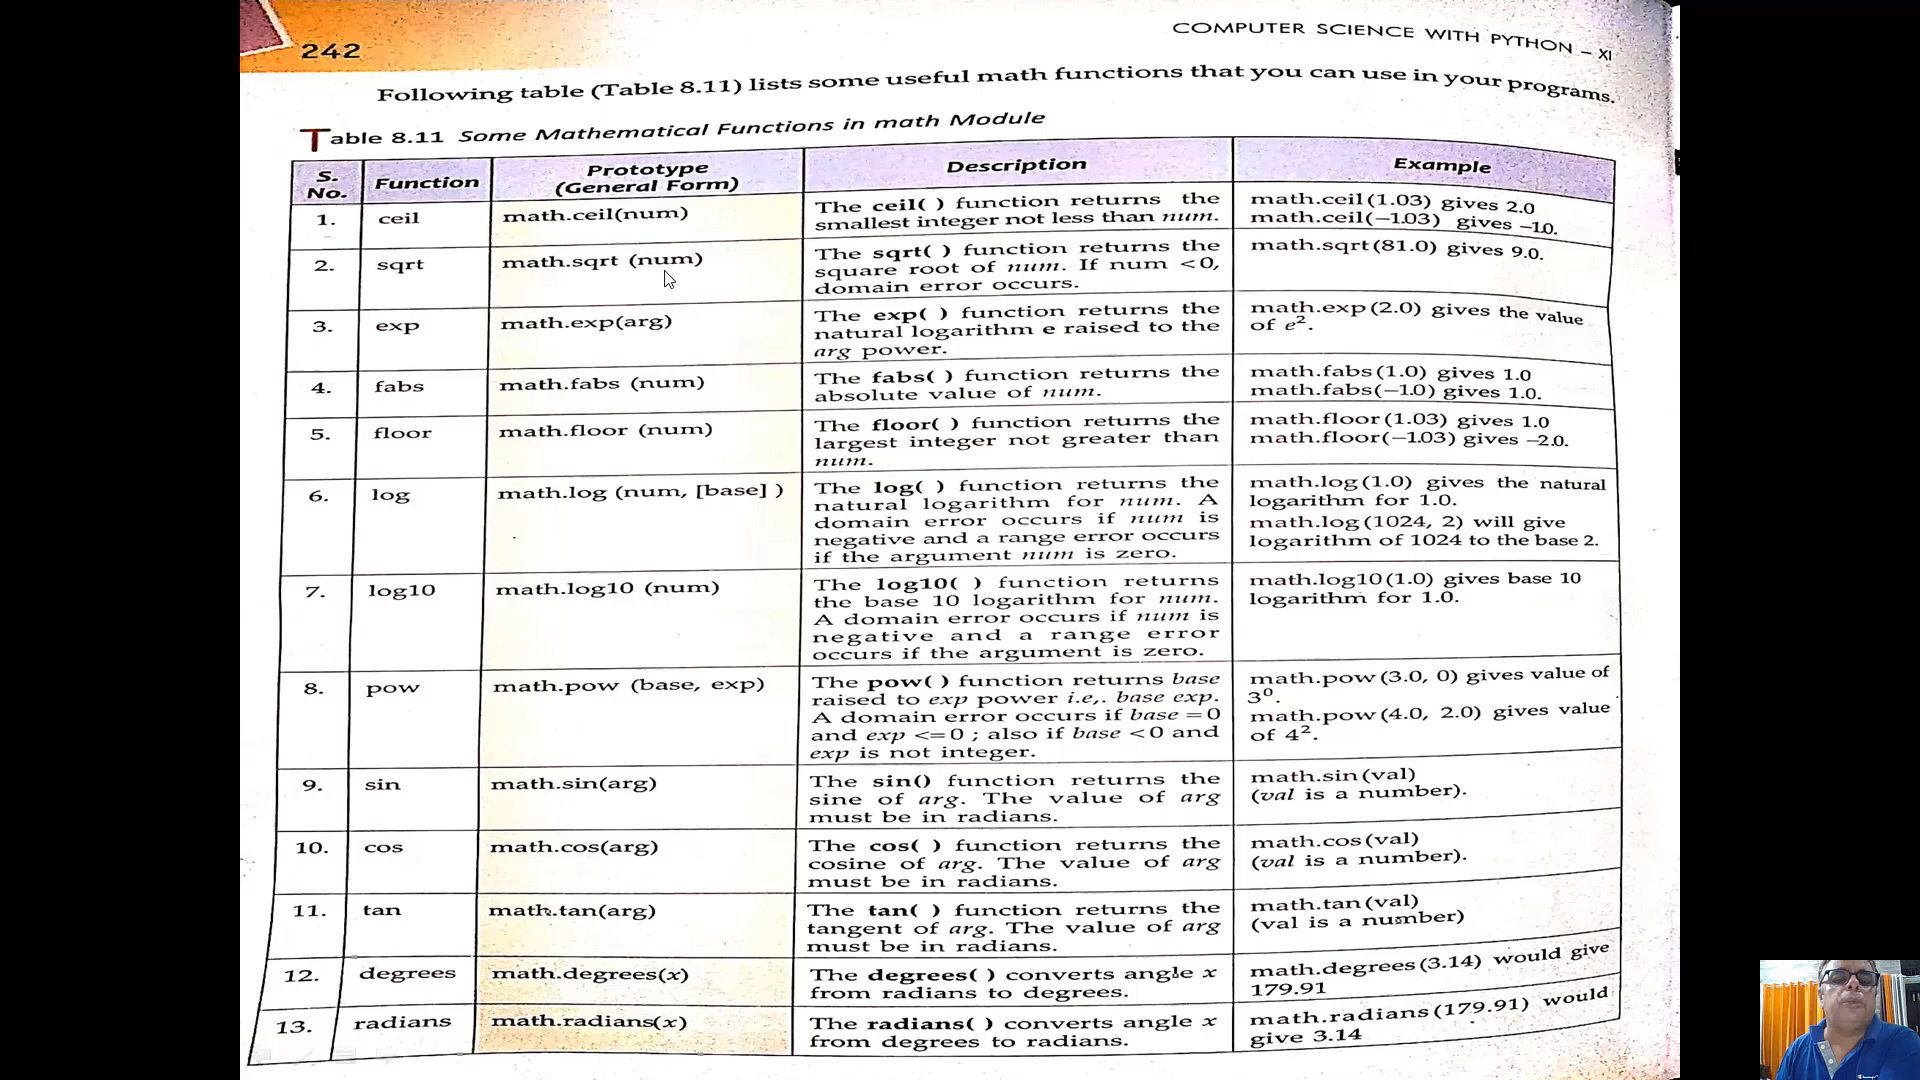 242
COMPUTER SCIENCE WITH PYTHON – XI
Following table (Table 8.11) lists some useful math functions that you can use in your programs.
Table 8.11 Some Mathematical Functions in math Module
S. No. Function Prototype (General Form) Description Example
1. ceil math.ceil(num)
The ceil( ) function returns the
smallest integer not less than num.
math.ceil(1.03) gives 2.0
math.ceil(–1.03) gives –1.0.
2. sqrt math.sqrt (num)
The sqrt( ) function returns the
square root of num. If num <0,
domain error occurs.
math.sqrt(81.0) gives 9.0.
3. exp math.exp(arg)
The exp( ) function returns the
natural logarithm e raised to the
arg power.
math.exp(2.0) gives the value
of e².
4. fabs math.fabs (num)
The fabs( ) function returns the
absolute value of num.
math.fabs(1.0) gives 1.0
math.fabs(–1.0) gives 1.0.
5. floor math.floor (num)
The floor( ) function returns the
largest integer not greater than
num.
math.floor(1.03) gives 1.0
math.floor(–1.03) gives –2.0.
6. log math.log (num, [base] )
The log( ) function returns the
natural logarithm for num. A
domain error occurs if num is
negative and a range error occurs
if the argument num is zero.
math.log(1.0) gives the natural
logarithm for 1.0.
math.log(1024, 2) will give
logarithm of 1024 to the base 2.
7. log10 math.log10 (num)
The log10( ) function returns
the base 10 logarithm for num.
A domain error occurs if num is
negative and a range error
occurs if the argument is zero.
math.log10(1.0) gives base 10
logarithm for 1.0.
8. pow math.pow (base, exp)
The pow( ) function returns base
raised to exp power i.e,. base exp.
A domain error occurs if base = 0
and exp <= 0 ; also if base < 0 and
exp is not integer.
math.pow (3.0, 0) gives value of
3⁰.
math.pow (4.0, 2.0) gives value
of 4².
9. sin math.sin(arg)
The sin() function returns the
sine of arg. The value of arg
must be in radians.
math.sin(val)
(val is a number).
10. cos math.cos(arg)
The cos( ) function returns the
cosine of arg. The value of arg
must be in radians.
math.cos(val)
(val is a number).
11. tan math.tan(arg)
The tan( ) function returns the
tangent of arg. The value of arg
must be in radians.
math.tan(val)
(val is a number)
12. degrees math.degrees(x)
The degrees( ) converts angle x
from radians to degrees.
math.degrees(3.14) would give
179.91
13. radians math.radians(x)
The radians( ) converts angle x
from degrees to radians.
math.radians(179.91) would
give 3.14